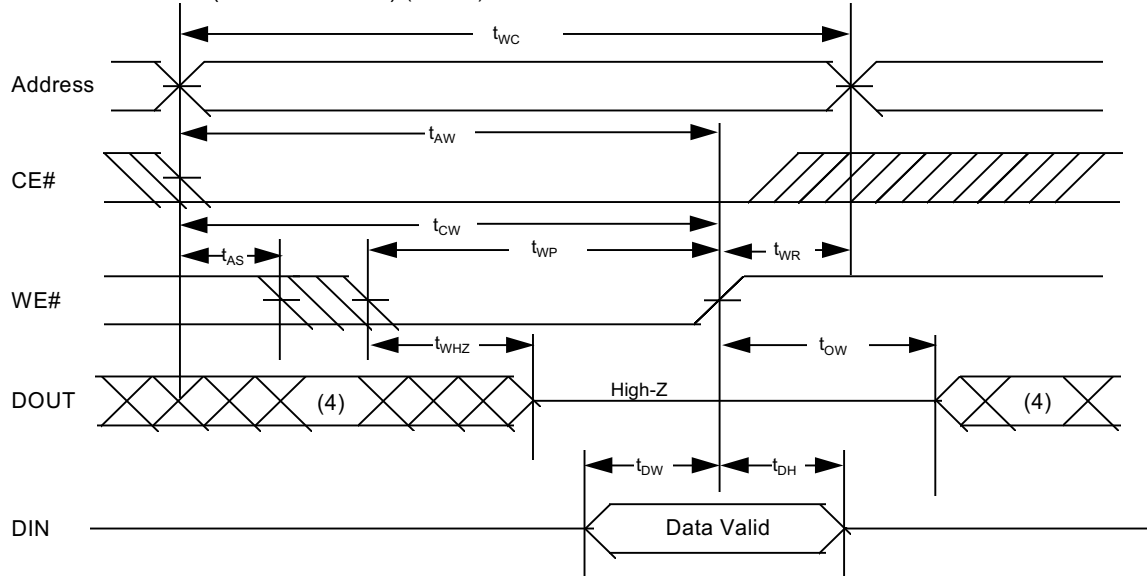 tWC
Address
tAW
CE#
tCW
tAS
tWP
tWR
WE#
tWHZ
tOW
DOUT
(4)
High-Z
(4)
tDW
tDH
DIN
Data Valid